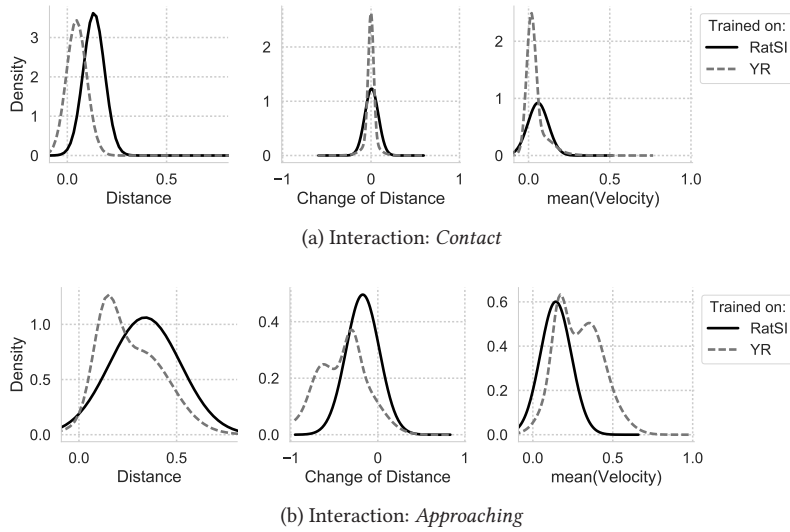 Density
3
2
1
0
0.0 0.5
Distance
2
1
0
−1 0 1
Change of Distance
2
1
0
0.0 0.5 1.0
mean(Velocity)
Trained on:
RatSI
YR
(a) Interaction: Contact
Density
1.0
0.5
0.0
0.0 0.5
Distance
0.4
0.2
0.0
−1 0
Change of Distance
0.6
0.4
0.2
0.0
0.0 0.5 1.0
mean(Velocity)
Trained on:
RatSI
YR
(b) Interaction: Approaching